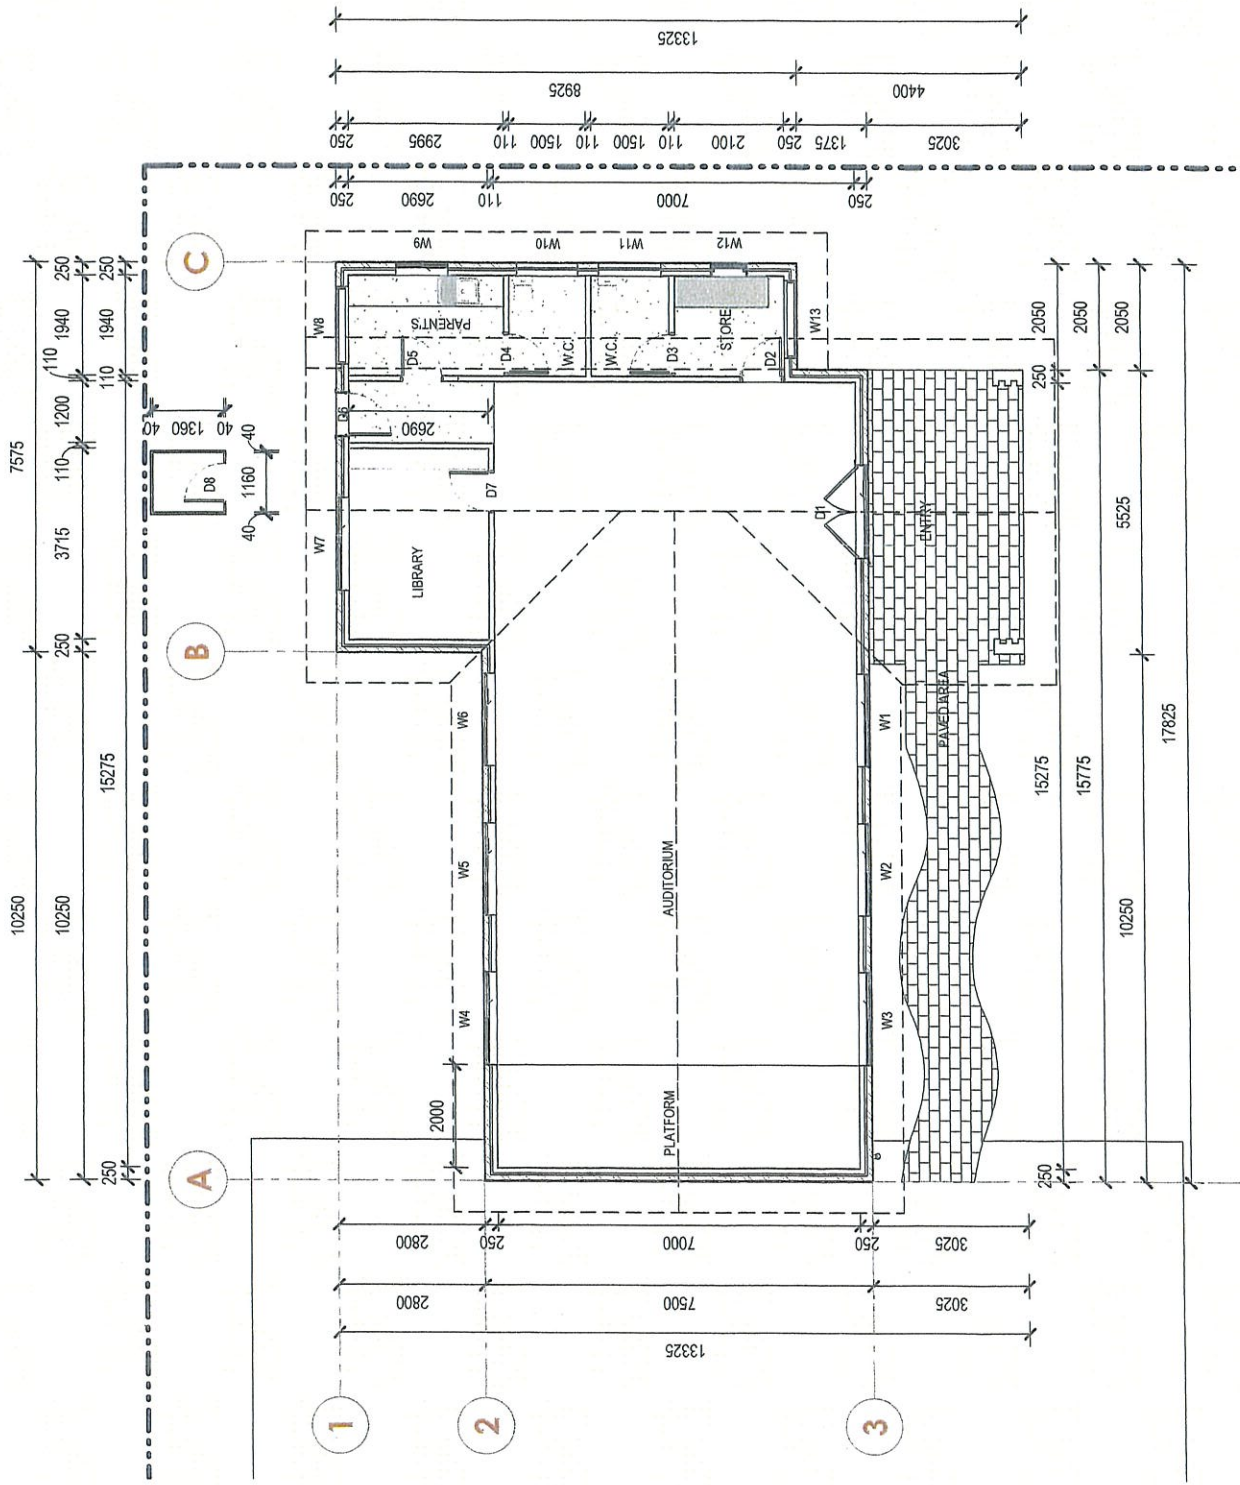 13325
8925
4400
250
2995
110
1500
110
1500
110
2100
250
1375
3025
250
2690
110
7000
250
C
B
A
7575
10250
250
1940
110
1200
110
3715
250
10250
250
1940
110
15275
250
40
1360
40
D8
40
1160
40
W8
W9
W10
W11
W12
W13
PARENT'S
D5
D4
W.C.
W.C.
D3
STORE
D2
D6
2690
W7
LIBRARY
D7
D1
ENTRY
PAVED AREA
W6
W5
W4
W1
W2
W3
AUDITORIUM
PLATFORM
2000
2050
250
15275
250
2050
15775
2050
5525
10250
17825
2800
250
7000
250
3025
2800
7500
3025
13325
1
2
3